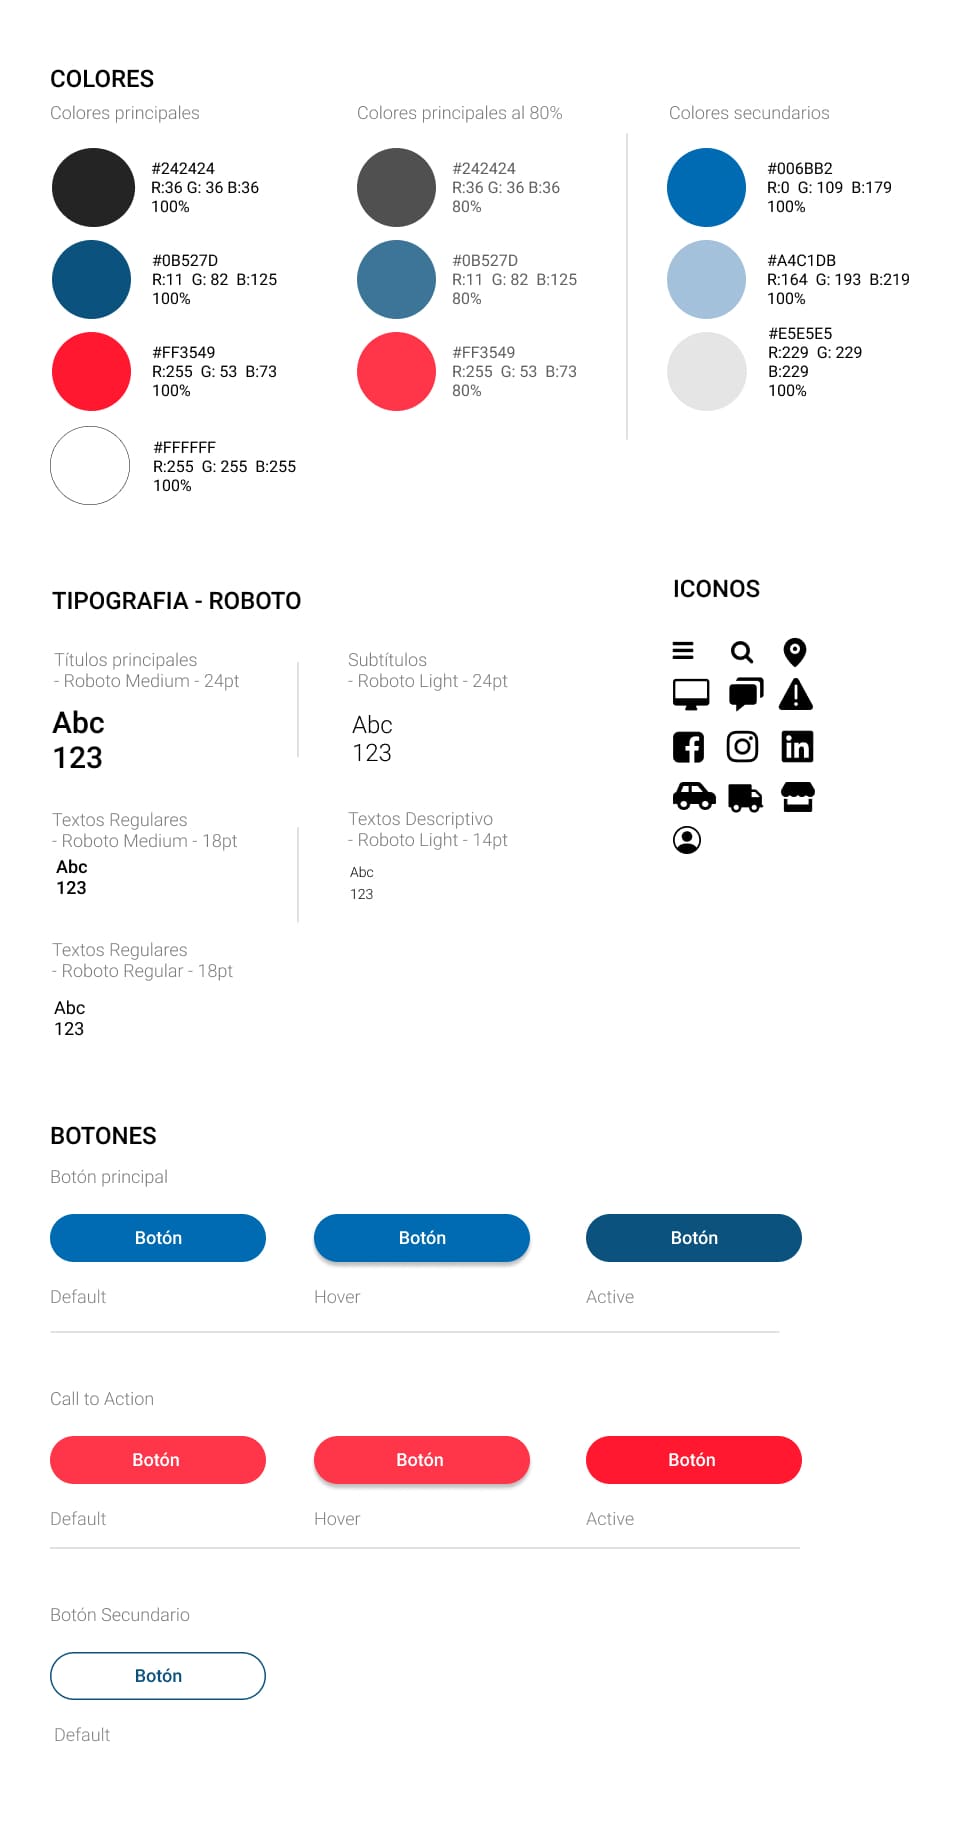 COLORES
Colores principales
#242424
R:36 G: 36 B:36
100%
#0B527D
R:11 G: 82 B:125
100%
#FF3549
R:255 G: 53 B:73
100%
#FFFFFF
R:255 G: 255 B:255
100%
Colores principales al 80%
#242424
R:36 G: 36 B:36
80%
#0B527D
R:11 G: 82 B:125
80%
#FF3549
R:255 G: 53 B:73
80%
Colores secundarios
#006BB2
R:0 G: 109 B:179
100%
#A4C1DB
R:164 G: 193 B:219
100%
#E5E5E5
R:229 G: 229
B:229
100%
TIPOGRAFIA - ROBOTO
Títulos principales
- Roboto Medium - 24pt
Abc
123
Subtítulos
- Roboto Light - 24pt
Abc
123
Textos Regulares
- Roboto Medium - 18pt
Abc
123
Textos Descriptivo
- Roboto Light - 14pt
Abc
123
Textos Regulares
- Roboto Regular - 18pt
Abc
123
ICONOS
BOTONES
Botón principal
Botón
Botón
Botón
Default
Hover
Active
Call to Action
Botón
Botón
Botón
Default
Hover
Active
Botón Secundario
Botón
Default